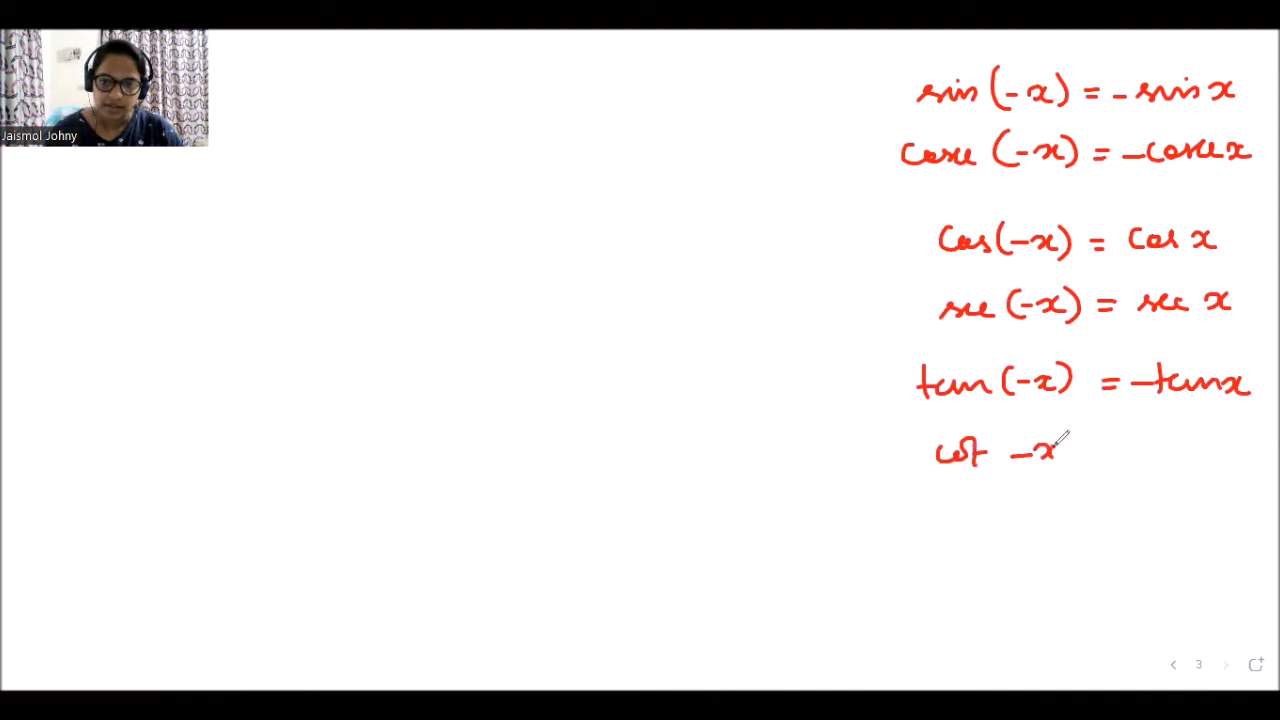 Jaismol Johny
sin (-x) = - sin x
cosec (-x) = -cosec x
cos(-x) = cos x
sec (-x) = sec x
tan (-x) = -tan x
cot -x
3